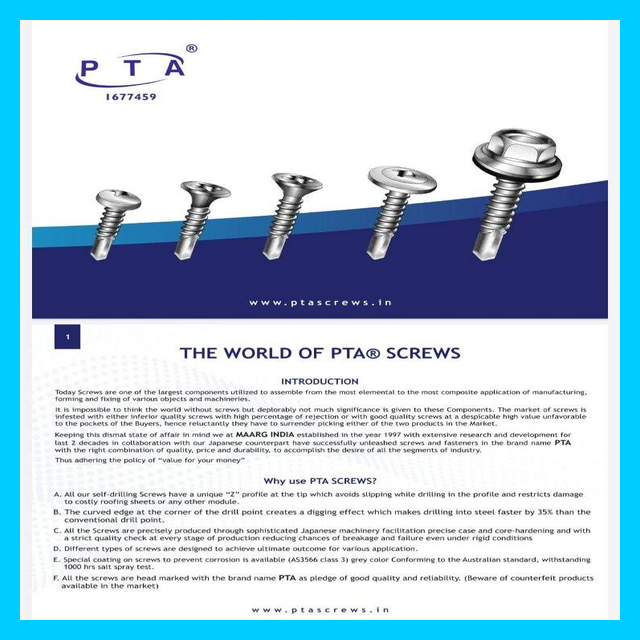 PTA®
1677459
www.ptascrews.in
1
THE WORLD OF PTA® SCREWS
INTRODUCTION
Today Screws are one of the largest components utilized to assemble from the most elemental to the most composite application of manufacturing,
forming and fixing of various objects and machineries.
It is impossible to think the world without screws but deplorably not much significance is given to these Components. The market of screws is
infested with either inferior quality screws with high percentage of rejection or with good quality screws at a despicable high value unfavorable
to the pockets of the Buyers, hence reluctantly they have to surrender picking either of the two products in the Market.
Keeping this dismal state of affair in mind we at MAARG INDIA established in the year 1997 with extensive research and development for
last 2 decades in collaboration with our Japanese counterpart have successfully unleashed screws and fasteners in the brand name PTA
with the right combination of quality, price and durability, to accomplish the desire of all the segments of industry.
Thus adhering the policy of "value for your money"
Why use PTA SCREWS?
A. All our self-drilling Screws have a unique "Z" profile at the tip which avoids slipping while drilling in the profile and restricts damage
to costly roofing sheets or any other module.
B. The curved edge at the corner of the drill point creates a digging effect which makes drilling into steel faster by 35% than the
conventional drill point.
C. All the Screws are precisely produced through sophisticated Japanese machinery facilitation precise case and core-hardening and with
a strict quality check at every stage of production reducing chances of breakage and failure even under rigid conditions
D. Different types of screws are designed to achieve ultimate outcome for various application.
E. Special coating on screws to prevent corrosion is available (AS3566 class 3) grey color Conforming to the Australian standard, withstanding
1000 hrs salt spray test.
F. All the screws are head marked with the brand name PTA as pledge of good quality and reliability. (Beware of counterfeit products
available in the market)
www.ptascrews.in